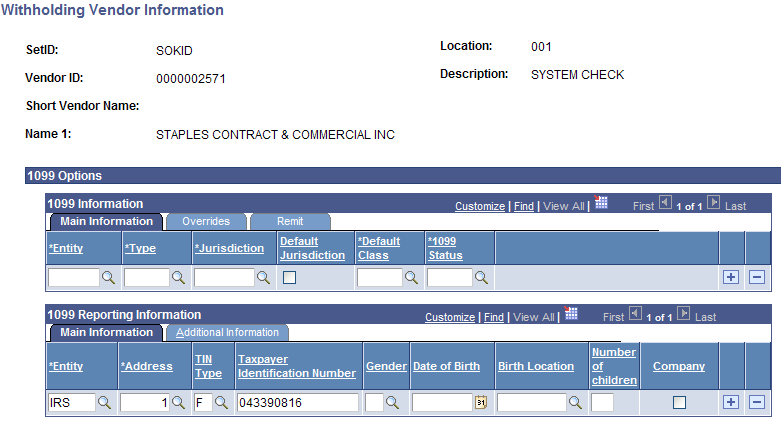 Withholding Vendor Information
SetID: SOKID Location: 001
Vendor ID: 0000002571 Description: SYSTEM CHECK
Short Vendor Name:
Name 1: STAPLES CONTRACT & COMMERCIAL INC
1099 Options
1099 Information Customize | Find | View All | First 1 of 1 Last
Main Information Overrides Remit
*Entity *Type *Jurisdiction Default Jurisdiction *Default Class *1099 Status
1099 Reporting Information Customize | Find | View All | First 1 of 1 Last
Main Information Additional Information
*Entity *Address TIN Type Taxpayer Identification Number Gender Date of Birth Birth Location Number of children Company
IRS 1 F 043390816 31